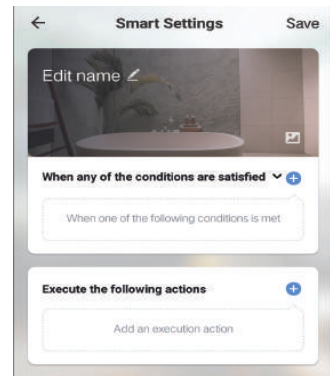 Smart Settings Save
Edit name
When any of the conditions are satisfied
When one of the following conditions is met
Execute the following actions
Add an execution action